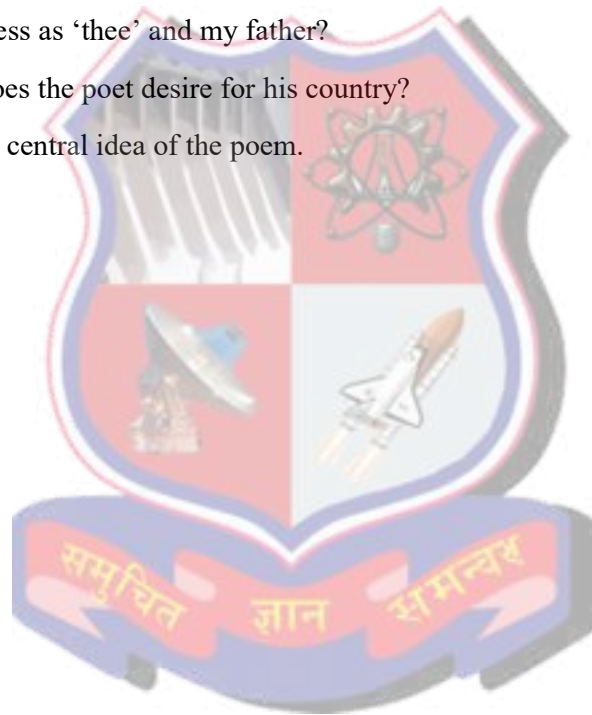 ess as ‘thee’ and my father?
oes the poet desire for his country?
central idea of the poem.
समुचित ज्ञान समन्वय